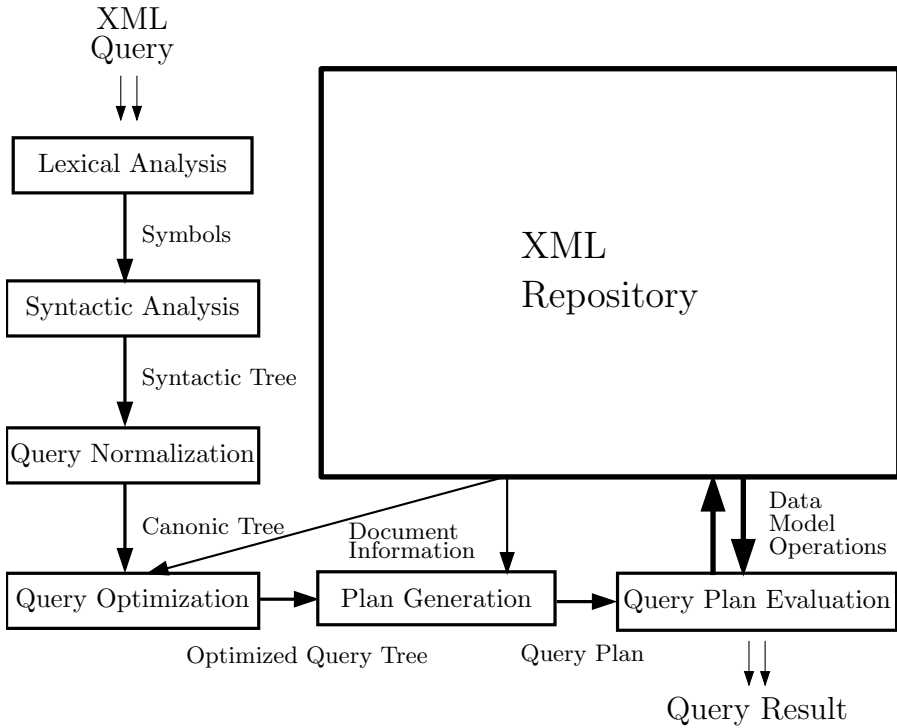 XML
Query
Lexical Analysis
Symbols
Syntactic Analysis
Syntactic Tree
Query Normalization
Canonic Tree
Query Optimization
XML
Repository
Document
Information
Data
Model
Operations
Plan Generation
Query Plan Evaluation
Optimized Query Tree
Query Plan
Query Result